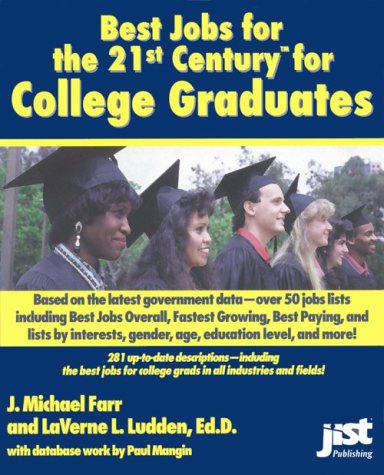 Best Jobs for
the 21st Century™ for
College Graduates
Based on the latest government data—over 50 jobs lists
including Best Jobs Overall, Fastest Growing, Best Paying, and
lists by interests, gender, age, education level, and more!
281 up-to-date descriptions—including
the best jobs for college grads in all industries and fields!
J. Michael Farr
and LaVerne L. Ludden, Ed.D.
with database work by Paul Mangin
jist
Publishing